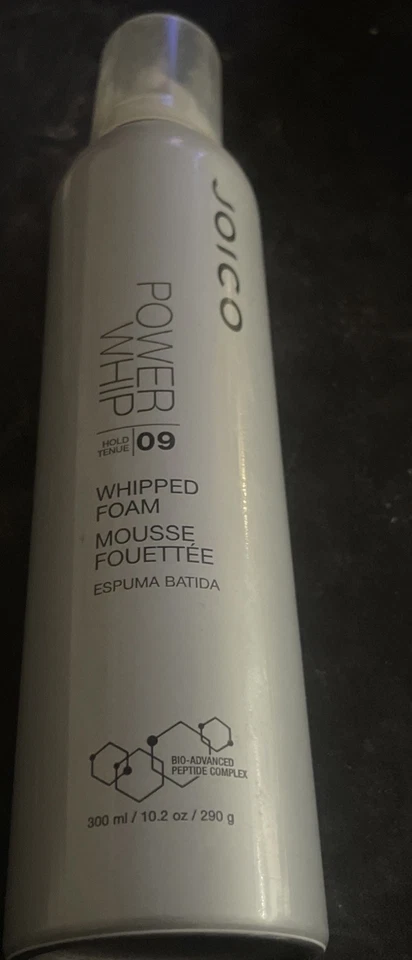 JOICO
POWER
WHIP
HOLD
TENUE
09
WHIPPED
FOAM
MOUSSE
FOUETTÉE
ESPUMA BATIDA
BIO-ADVANCED
PEPTIDE COMPLEX
300 ml / 10.2 oz / 290 g